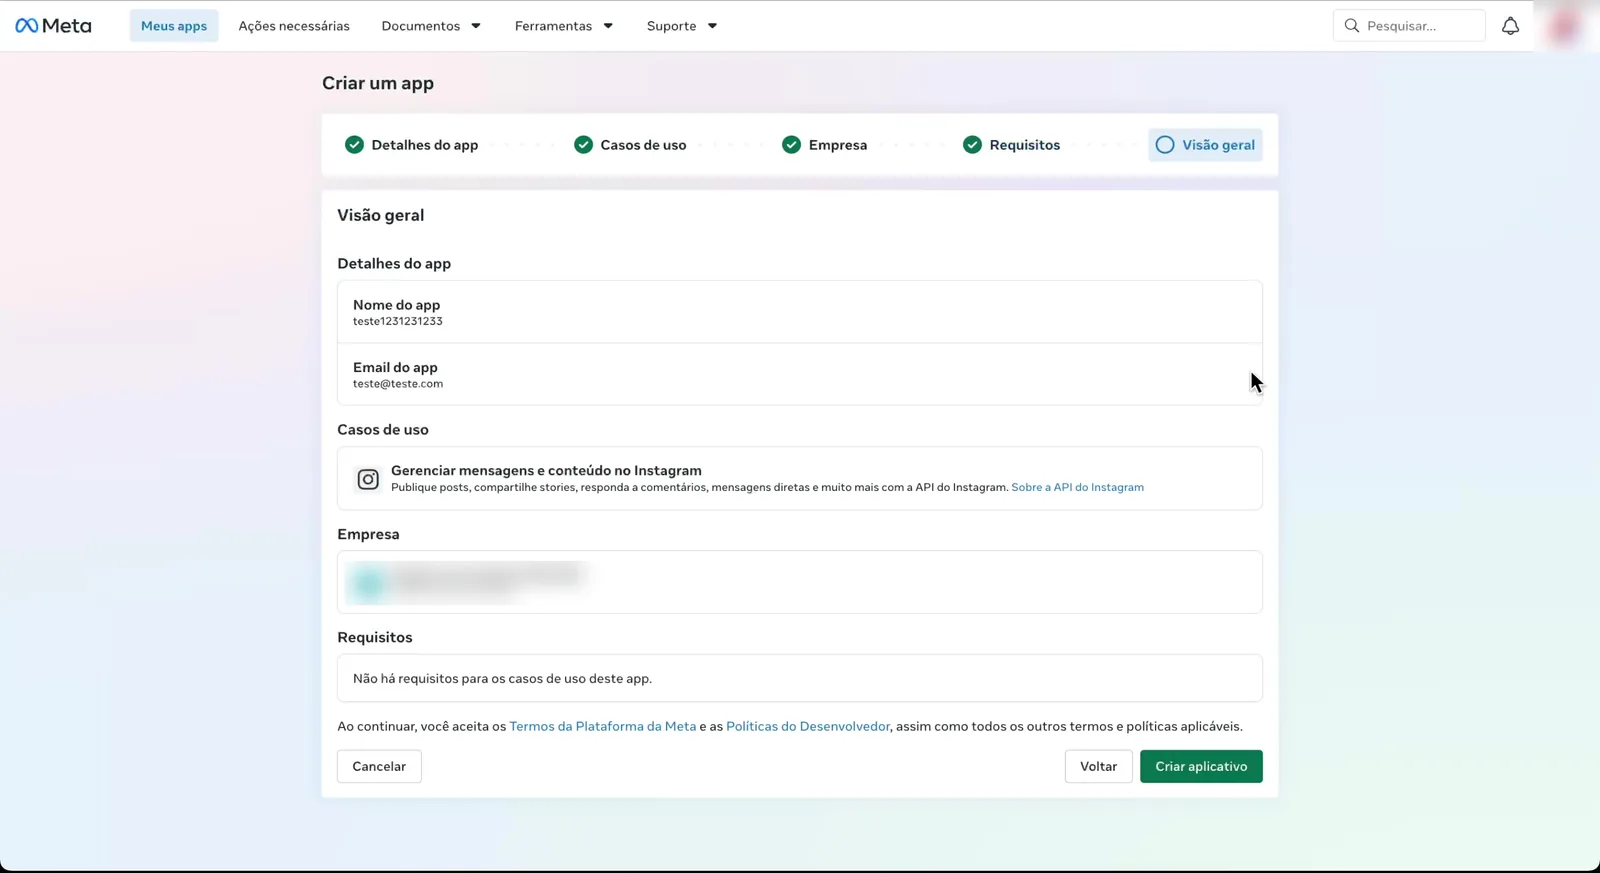 Meta
Meus apps
Ações necessárias
Documentos
Ferramentas
Suporte
Pesquisar...
Criar um app
Detalhes do app
Casos de uso
Empresa
Requisitos
Visão geral
Visão geral
Detalhes do app
Nome do app
teste1231231233
Email do app
teste@teste.com
Casos de uso
Gerenciar mensagens e conteúdo no Instagram
Publique posts, compartilhe stories, responda a comentários, mensagens diretas e muito mais com a API do Instagram. Sobre a API do Instagram
Empresa
Requisitos
Não há requisitos para os casos de uso deste app.
Ao continuar, você aceita os Termos da Plataforma da Meta e as Políticas do Desenvolvedor, assim como todos os outros termos e políticas aplicáveis.
Cancelar
Voltar
Criar aplicativo